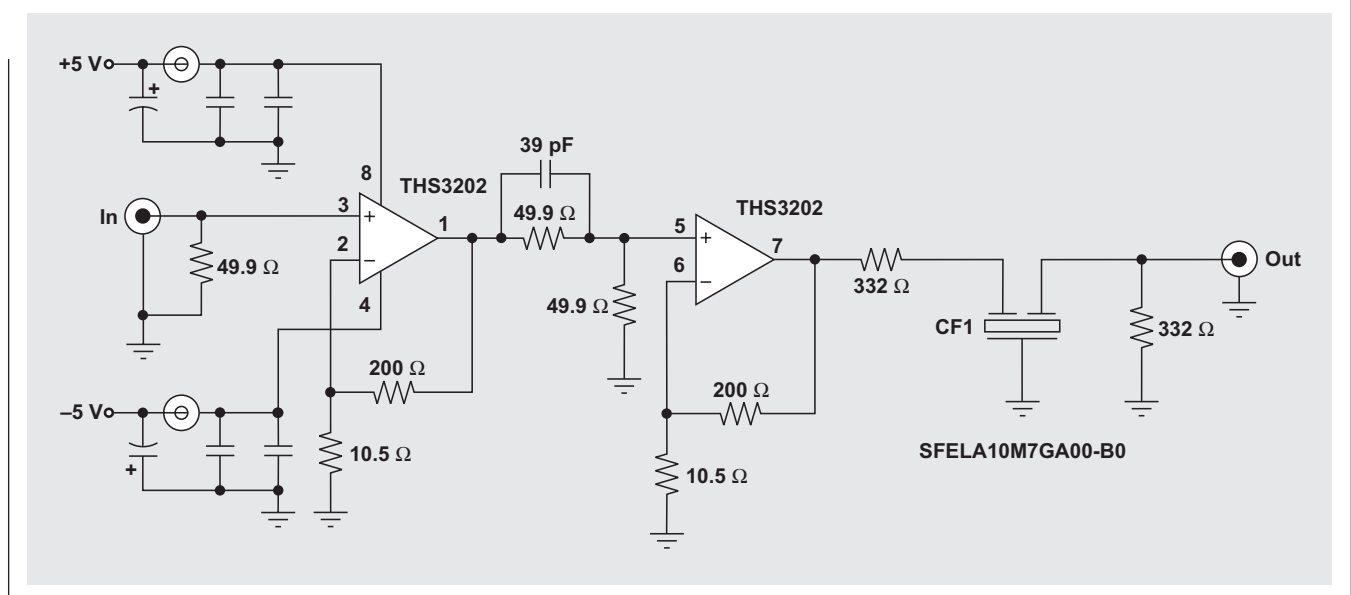 +5 V
+
39 pF
8
THS3202
In
3
+
1
49.9 Ω
2
–
49.9 Ω
4
THS3202
5
+
7
6
–
332 Ω
Out
49.9 Ω
CF1
332 Ω
200 Ω
200 Ω
–5 V
+
10.5 Ω
10.5 Ω
SFELA10M7GA00-B0